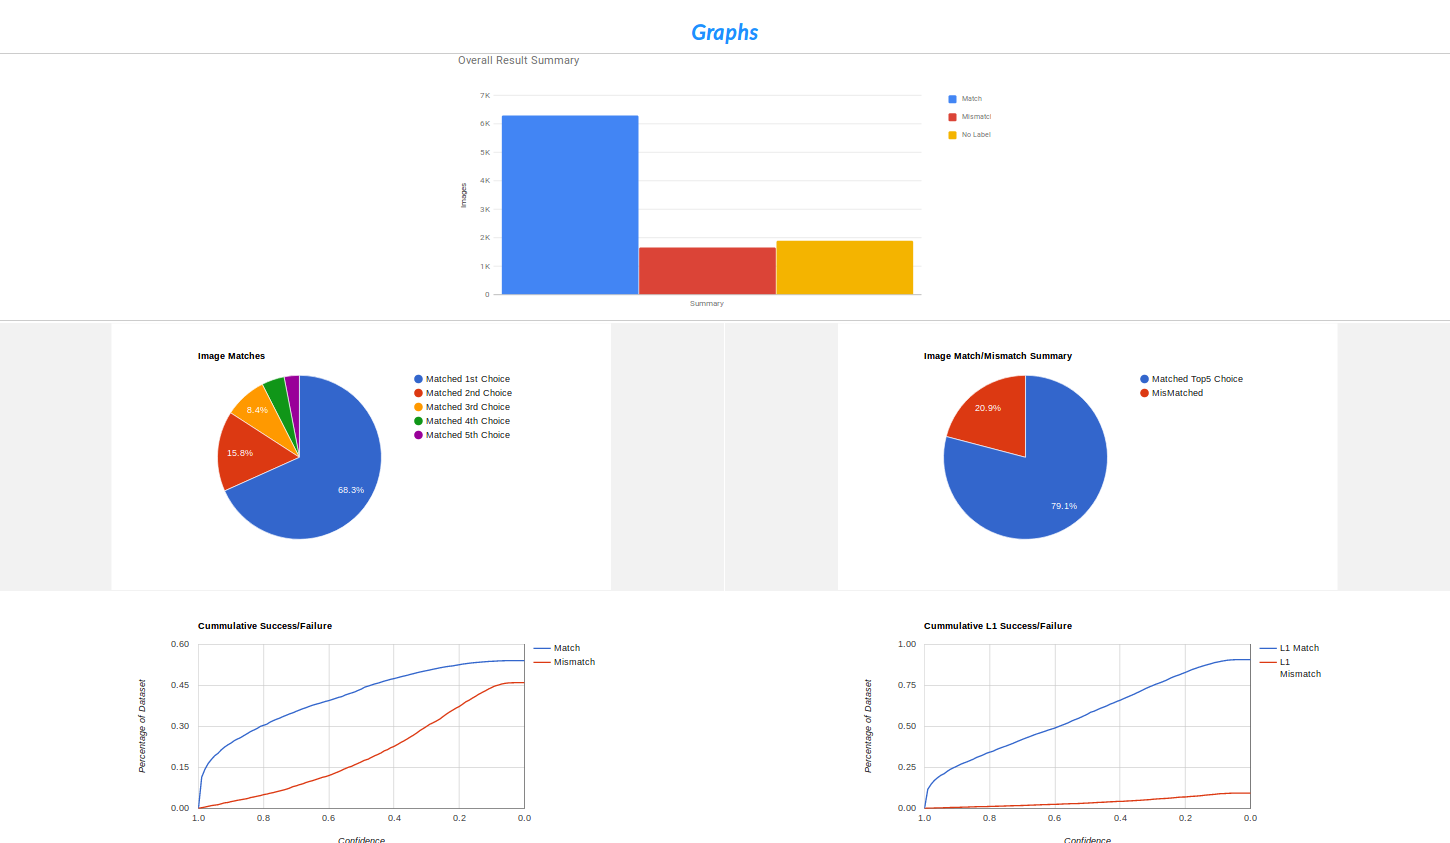 Graphs
Overall Result Summary
7K
6K
5K
4K
3K
2K
1K
0
Images
Summary
Match
Mismatcl
No Label
Image Matches
8.4%
15.8%
68.3%
Matched 1st Choice
Matched 2nd Choice
Matched 3rd Choice
Matched 4th Choice
Matched 5th Choice
Image Match/Mismatch Summary
20.9%
79.1%
Matched Top5 Choice
MisMatched
Cummulative Success/Failure
0.60
0.45
0.30
0.15
0.00
Percentage of Dataset
1.0 0.8 0.6 0.4 0.2 0.0
Confidence
Match
Mismatch
Cummulative L1 Success/Failure
1.00
0.75
0.50
0.25
0.00
Percentage of Dataset
1.0 0.8 0.6 0.4 0.2 0.0
Confidence
L1 Match
L1
Mismatch